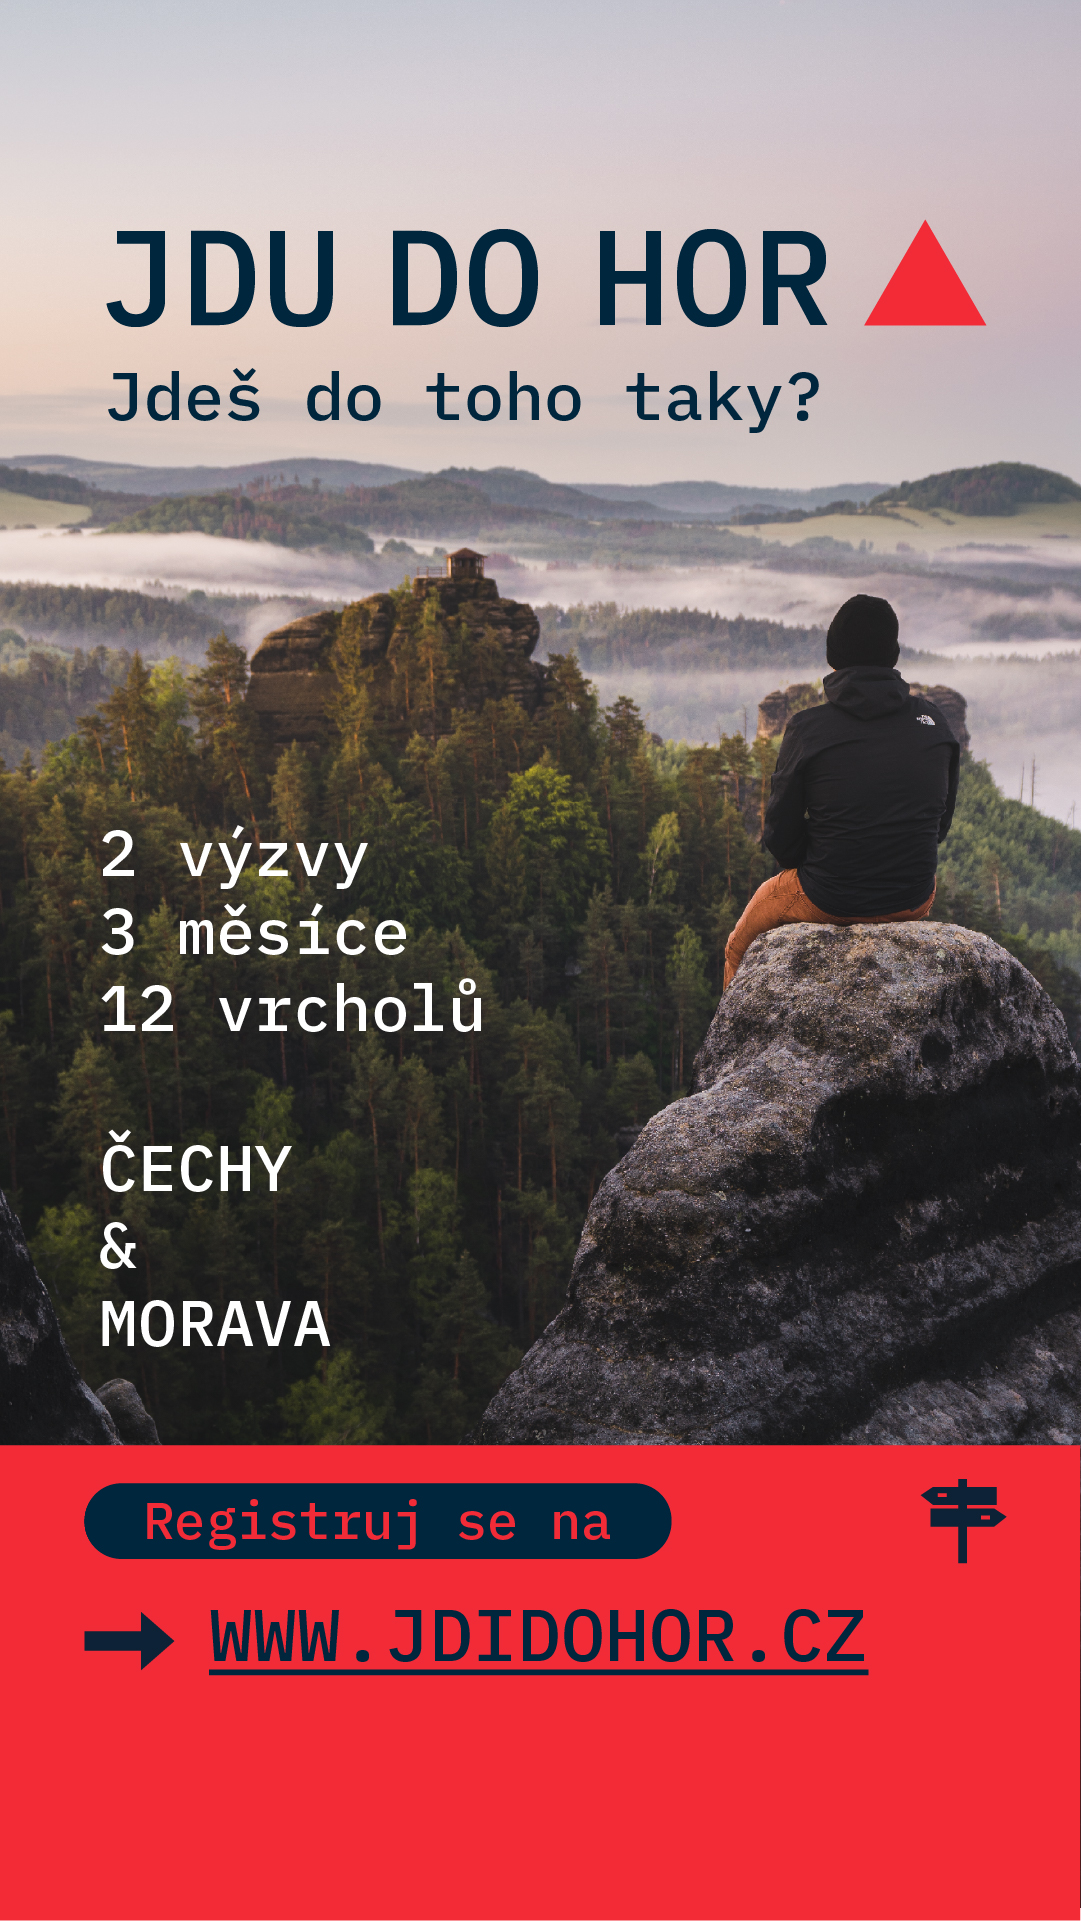 JDU DO HOR
Jdeš do toho taky?
2 výzvy
3 měsíce
12 vrcholů
ČECHY
&
MORAVA
Registruj se na
WWW.JDIDOHOR.CZ